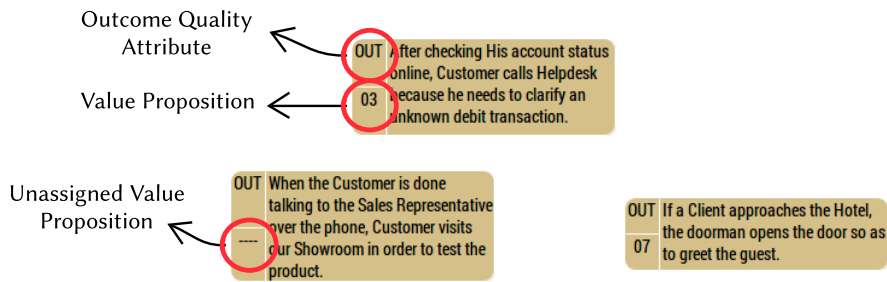 Outcome Quality
Attribute
OUT
After checking His account status
online, Customer calls Helpdesk
because he needs to clarify an
unknown debit transaction.
Value Proposition
03
Unassigned Value
Proposition
OUT
----
When the Customer is done
talking to the Sales Representative
over the phone, Customer visits
our Showroom in order to test the
product.
OUT
07
If a Client approaches the Hotel,
the doorman opens the door so as
to greet the guest.